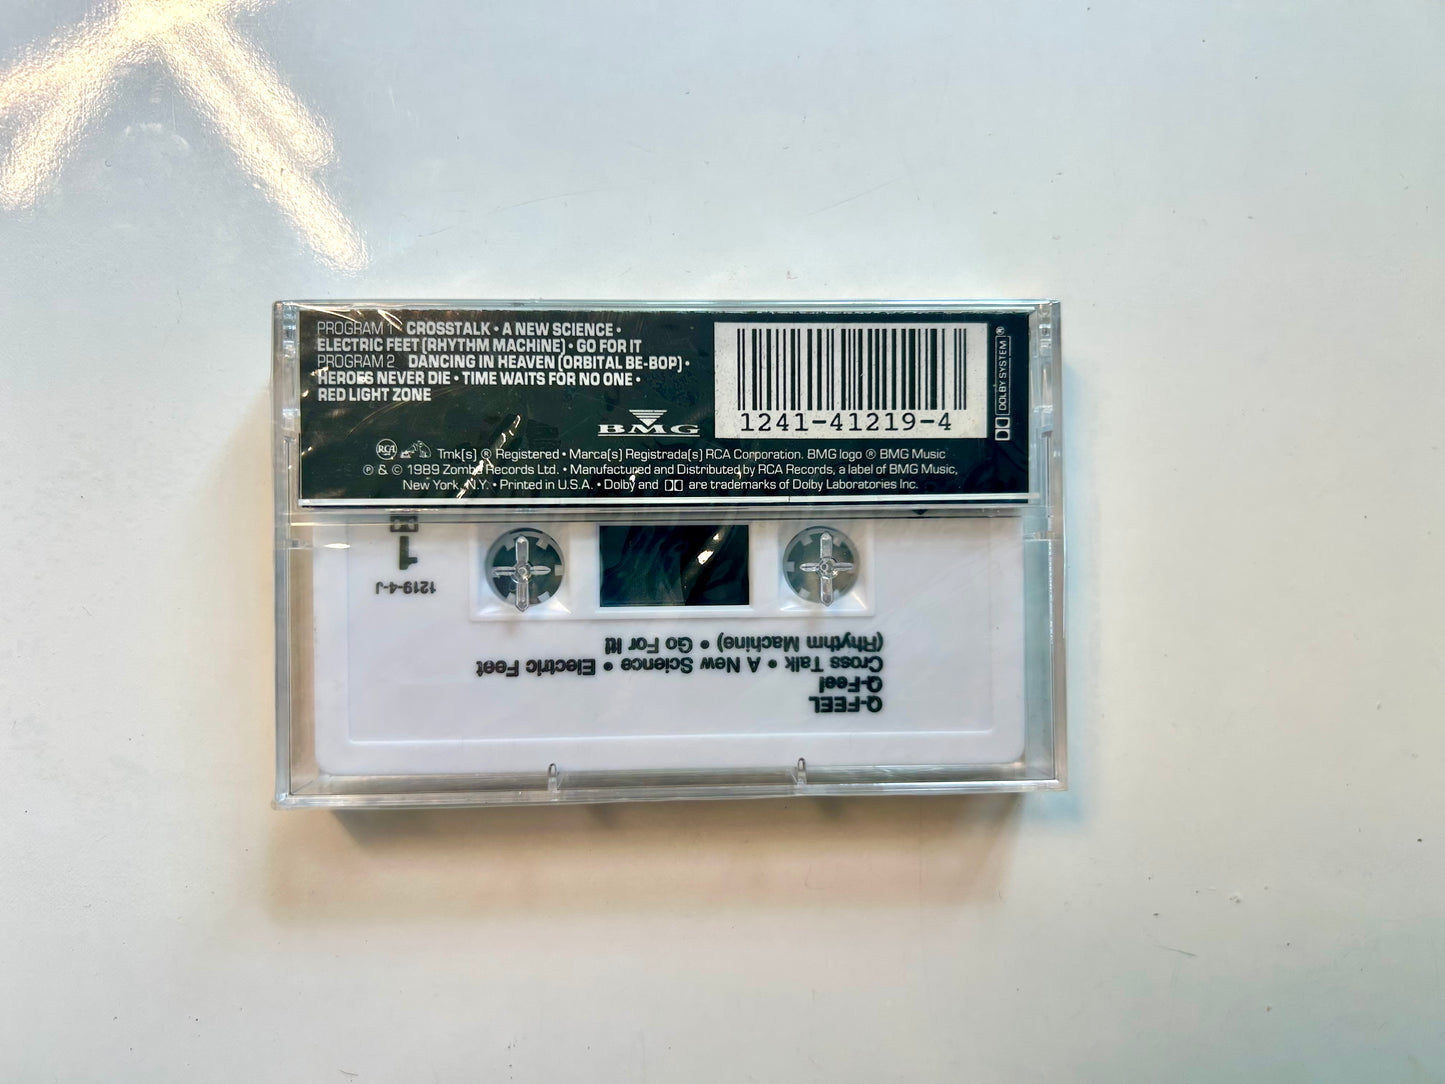 PROGRAM 1 CROSSTALK • A NEW SCIENCE •
ELECTRIC FEET (RHYTHM MACHINE) • GO FOR IT
PROGRAM 2 DANCING IN HEAVEN (ORBITAL BE-BOP) •
HEROES NEVER DIE • TIME WAITS FOR NO ONE •
RED LIGHT ZONE
BMG
1241-41219-4
DOLBY SYSTEM ®
RCA Tmk(s) ® Registered • Marca(s) Registrada(s) RCA Corporation. BMG logo ® BMG Music
℗ & © 1989 Zomba Records Ltd. • Manufactured and Distributed by RCA Records, a label of BMG Music,
New York, N.Y. • Printed in U.S.A. • Dolby and are trademarks of Dolby Laboratories Inc.
Q-FEEL
Q-Feel
Cross Talk • A New Science • Electric Feet
(Rhythm Machine) • Go For It!
1219-4-J
1